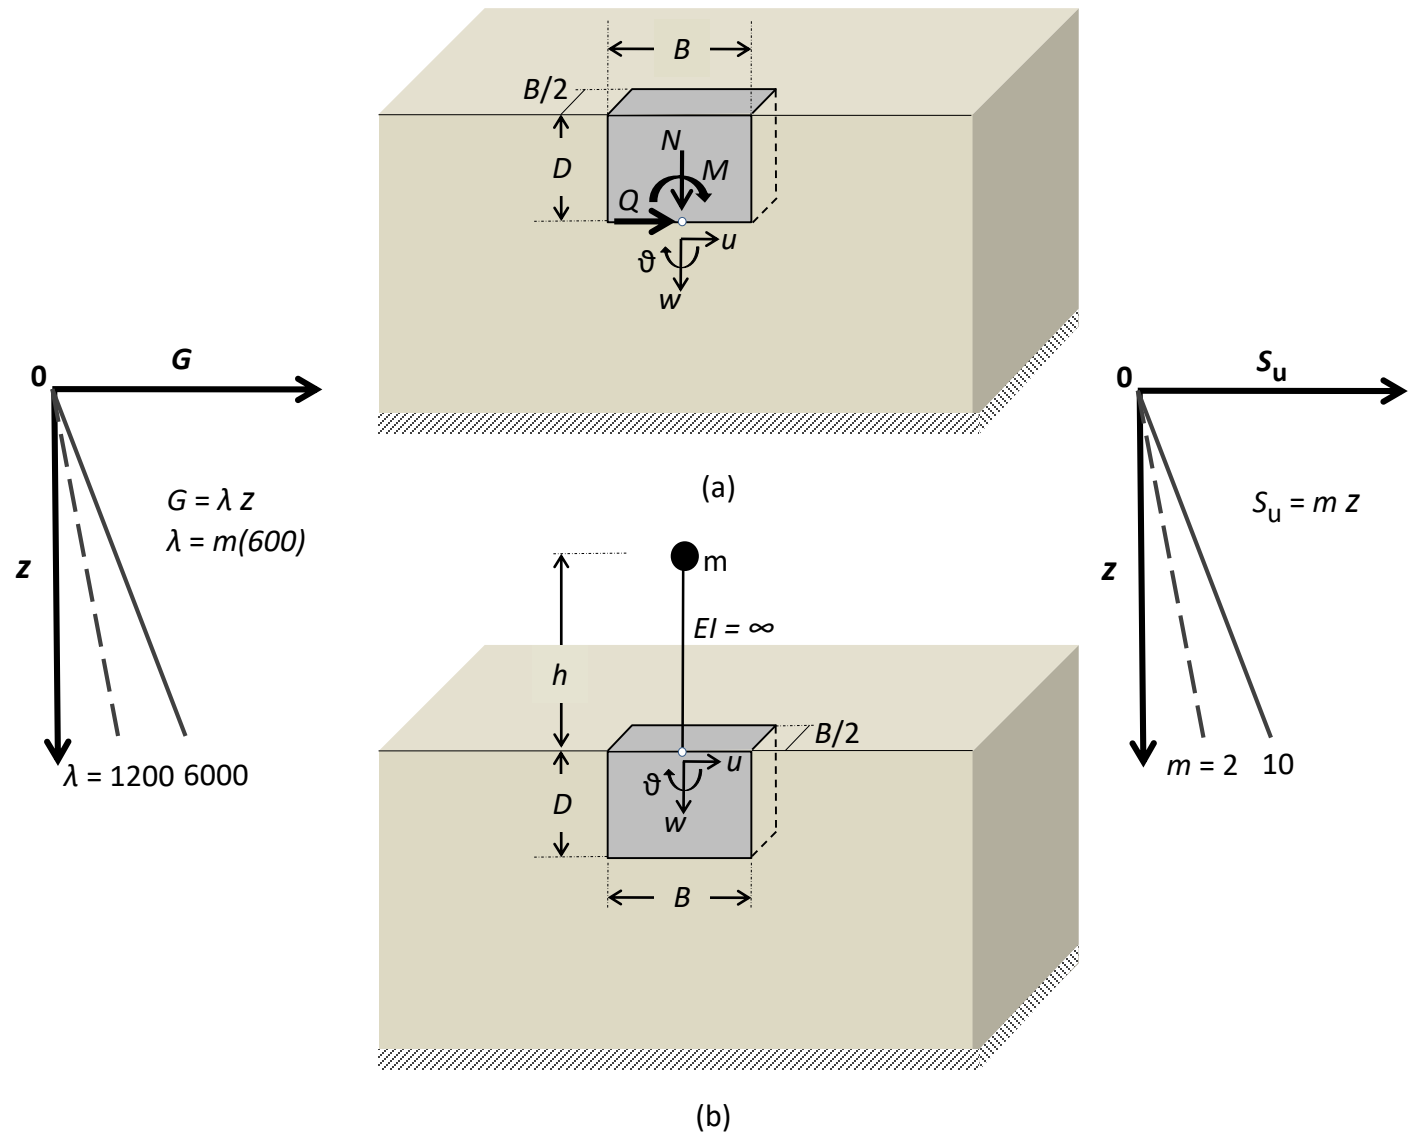 B
B/2
N
D
M
Q
u
ϑ
w
0
G
G = λ z
λ = m(600)
z
λ = 1200 6000
0
Su
Su = m z
z
m = 2 10
(a)
m
EI = ∞
h
B/2
u
ϑ
D
w
B
(b)